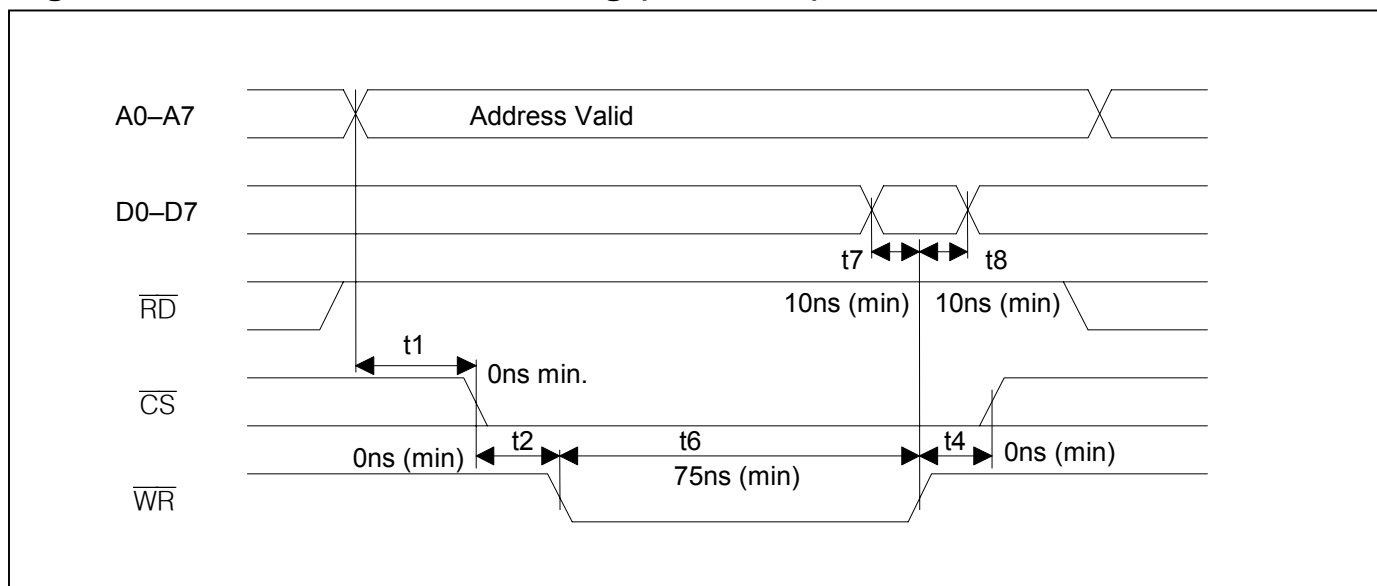 A0–A7
Address Valid
D0–D7
t7
t8
RD
10ns (min)
10ns (min)
t1
0ns min.
CS
t2
t6
t4
0ns (min)
75ns (min)
0ns (min)
WR